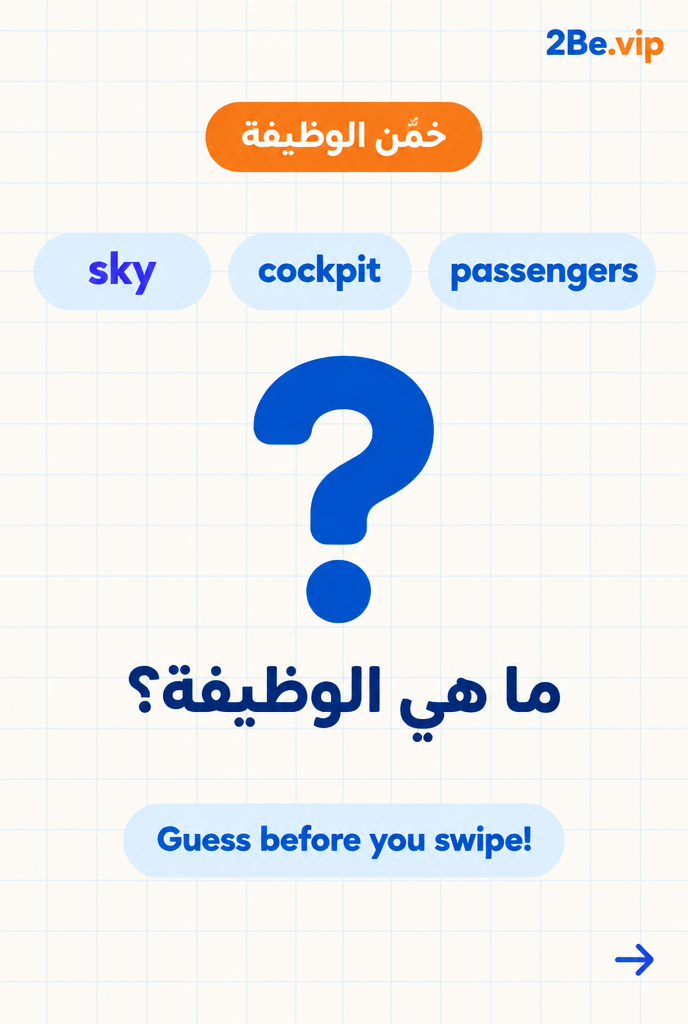 2Be.vip
خمِّن الوظيفة
sky
cockpit
passengers
?
ما هي الوظيفة؟
Guess before you swipe!
→